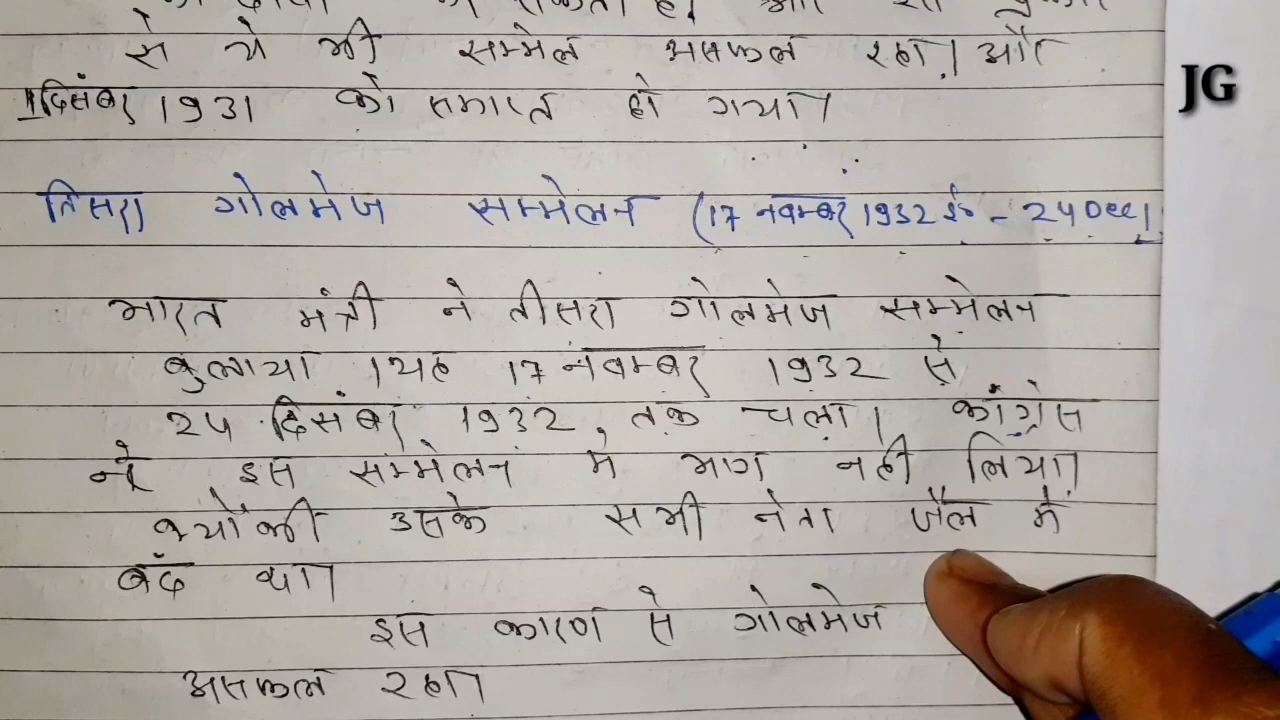 से ये भी सम्मेल असफल रहा। और
JG
1दिसंबर 1931 को समाप्त हो गया।
तिसरा गोलमेज सम्मेलन (17 नवम्बर 1932 ई० - 24 Dec)
भारत मंत्री ने तीसरा गोलमेज सम्मेलन
बुलाया । यह 17 नवम्बर 1932 से
24 दिसंबर 1932 तक चला। काँग्रेस
ने इस सम्मेलन मे भाग नही लिया।
क्योंकी उसके सभी नेता जेल मे
बंद था।
इस कारण से गोलमेज
असफल रहा।